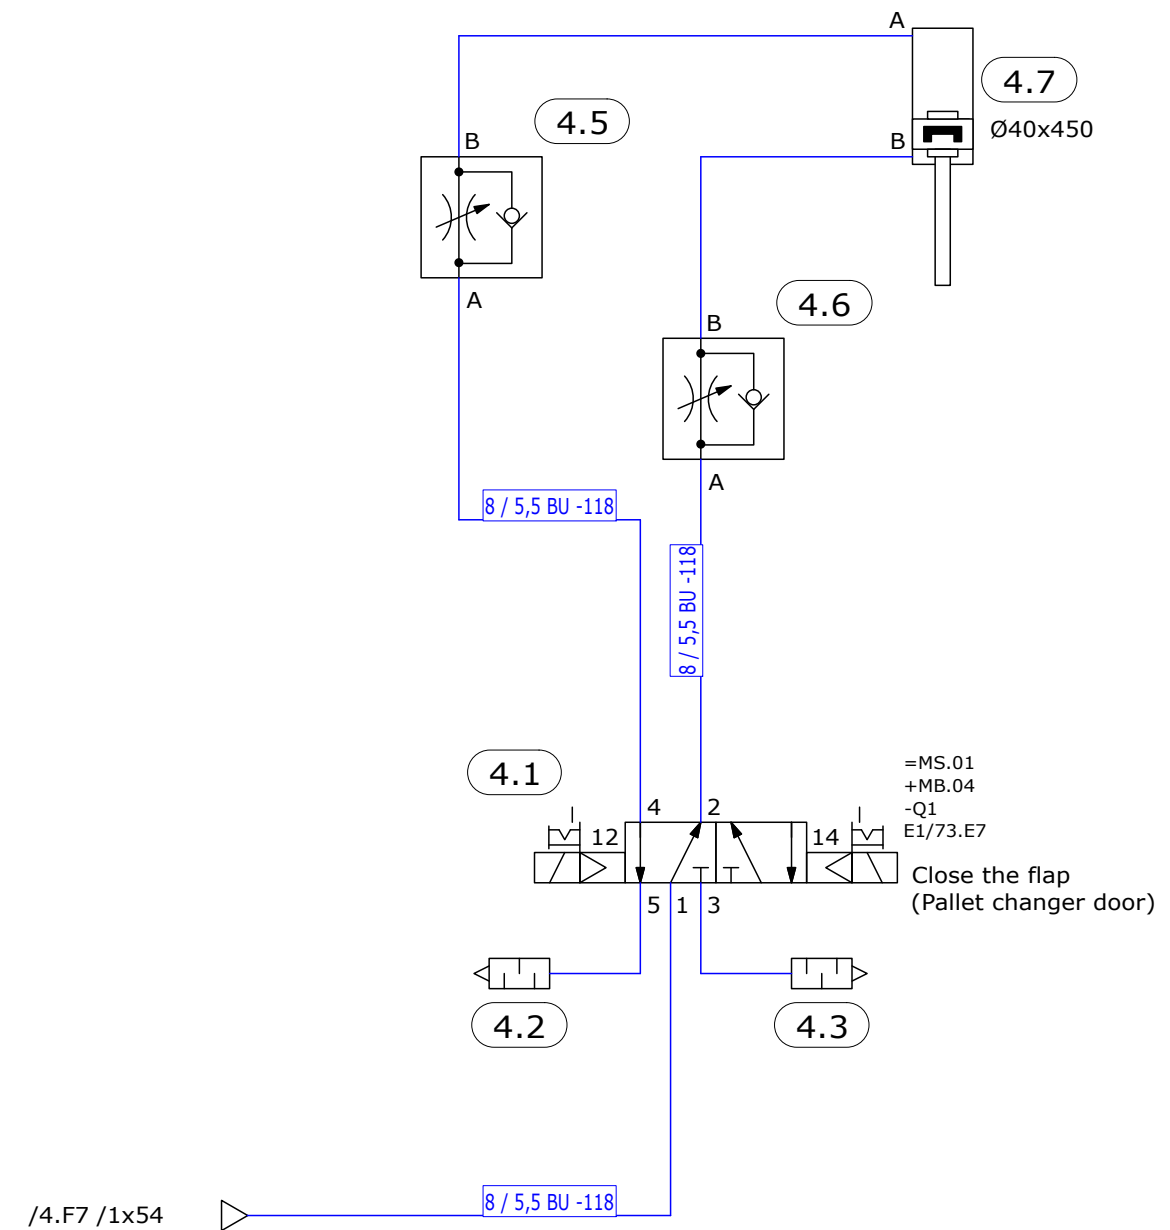 A
4.7
4.5
Ø40x450
B
B
A
4.6
B
A
8 / 5,5 BU -118
8 / 5,5 BU -118
4.1
=MS.01
+MB.04
-Q1
E1/73.E7
4
2
12
14
Close the flap
(Pallet changer door)
5
1
3
4.2
4.3
8 / 5,5 BU -118
/4.F7 /1x54